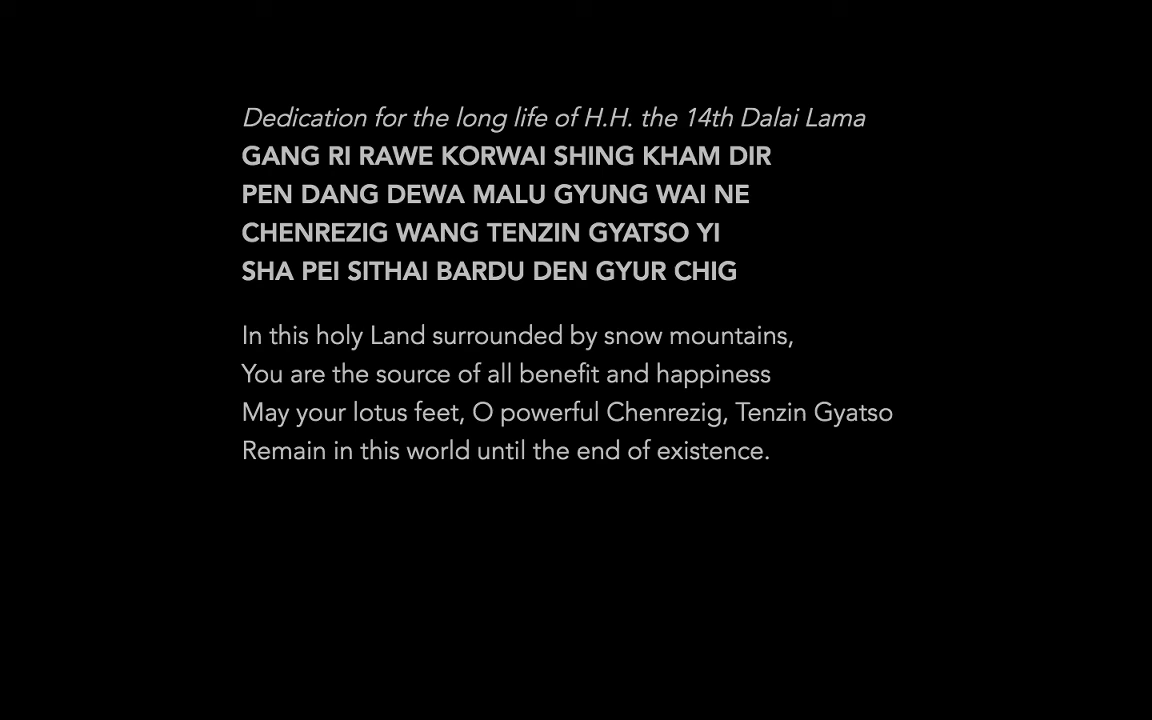 Dedication for the long life of H.H. the 14th Dalai Lama
GANG RI RAWE KORWAI SHING KHAM DIR
PEN DANG DEWA MALU GYUNG WAI NE
CHENREZIG WANG TENZIN GYATSO YI
SHA PEI SITHAI BARDU DEN GYUR CHIG
In this holy Land surrounded by snow mountains,
You are the source of all benefit and happiness
May your lotus feet, O powerful Chenrezig, Tenzin Gyatso
Remain in this world until the end of existence.